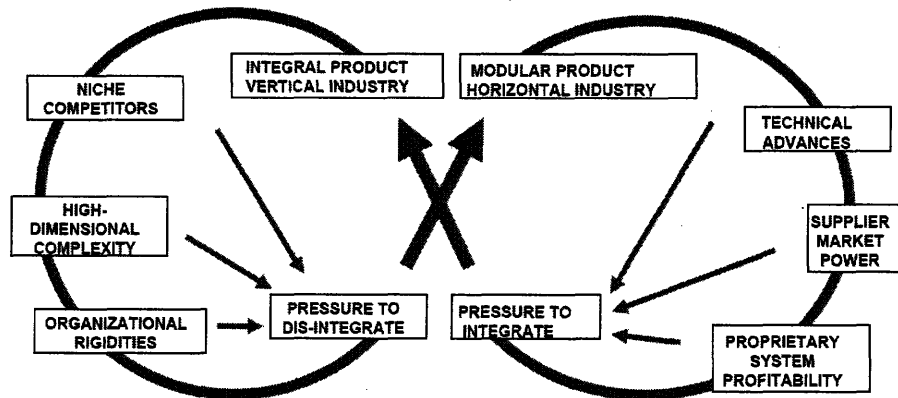 INTEGRAL PRODUCT
VERTICAL INDUSTRY
MODULAR PRODUCT
HORIZONTAL INDUSTRY
NICHE
COMPETITORS
TECHNICAL
ADVANCES
HIGH-
DIMENSIONAL
COMPLEXITY
SUPPLIER
MARKET
POWER
ORGANIZATIONAL
RIGIDITIES
PRESSURE TO
DIS-INTEGRATE
PRESSURE TO
INTEGRATE
PROPRIETARY
SYSTEM
PROFITABILITY